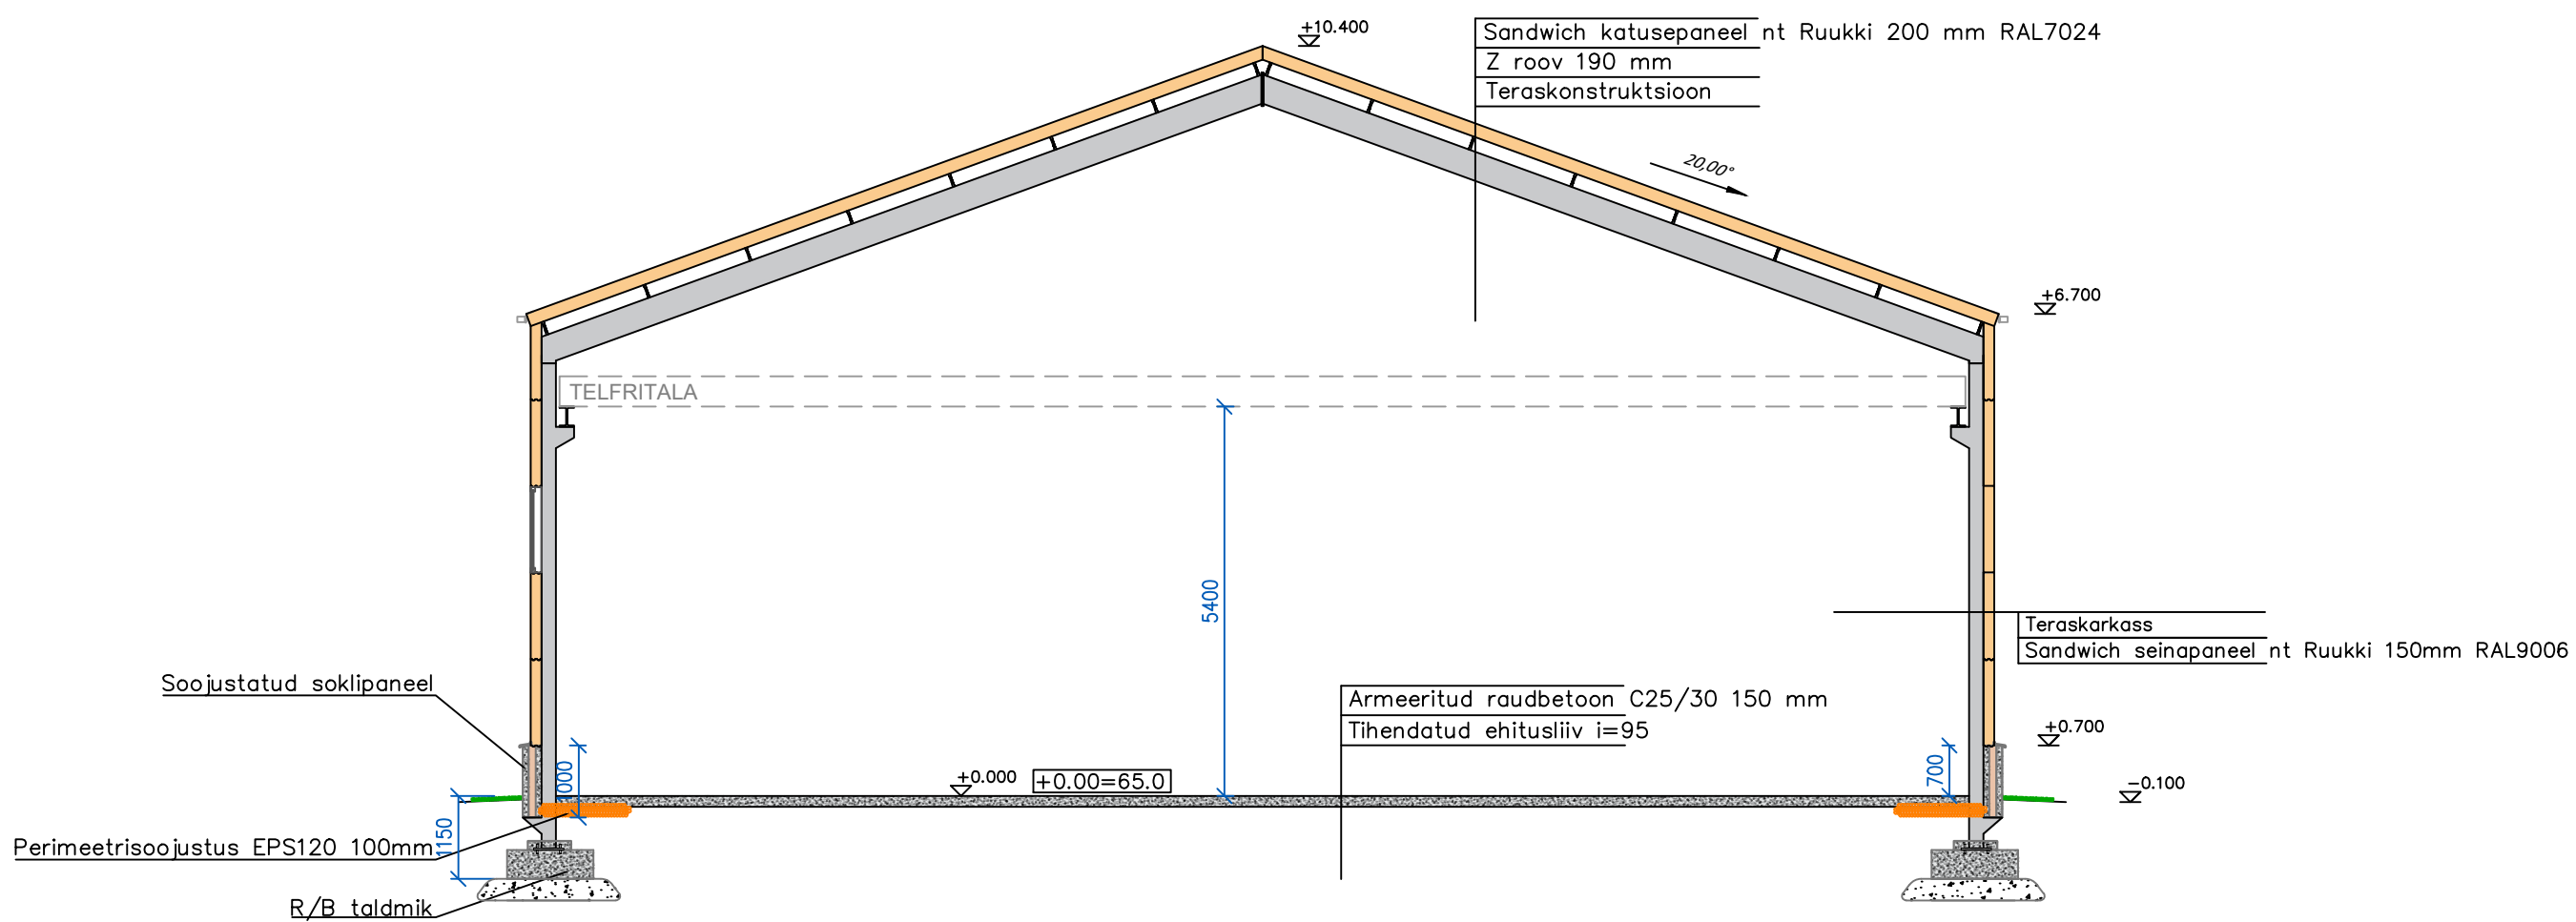 +10.400
Sandwich katusepaneel nt Ruukki 200 mm RAL7024
Z roov 190 mm
Teraskonstruktsioon
20,00°
+6.700
TELFRITALA
5400
Teraskarkass
Sandwich seinapaneel nt Ruukki 150mm RAL9006
Soojustatud soklipaneel
Armeeritud raudbetoon C25/30 150 mm
Tihendatud ehitusliiv i=95
+0.700
000
+0.000
+0.00=65.0
700
-0.100
1150
Perimeetrisoojustus EPS120 100mm
R/B taldmik